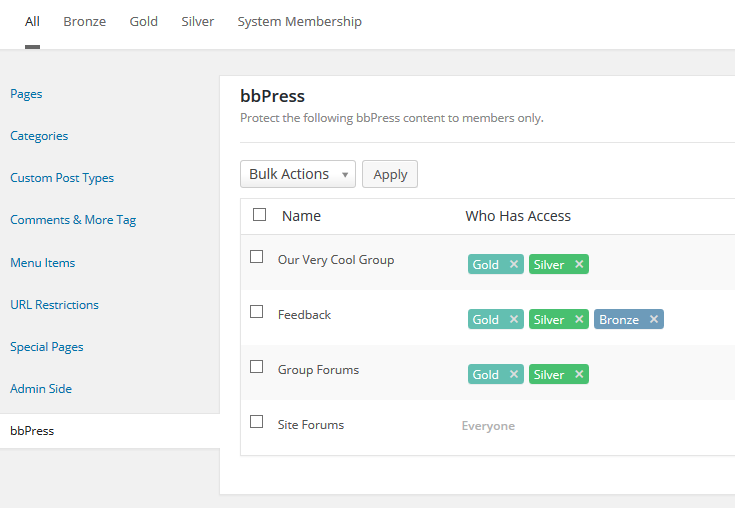 All Bronze Gold Silver System Membership
Pages
Categories
Custom Post Types
Comments & More Tag
Menu Items
URL Restrictions
Special Pages
Admin Side
bbPress
bbPress
Protect the following bbPress content to members only.
Bulk Actions Apply
Name Who Has Access
Our Very Cool Group Gold Silver
Feedback Gold Silver Bronze
Group Forums Gold Silver
Site Forums Everyone